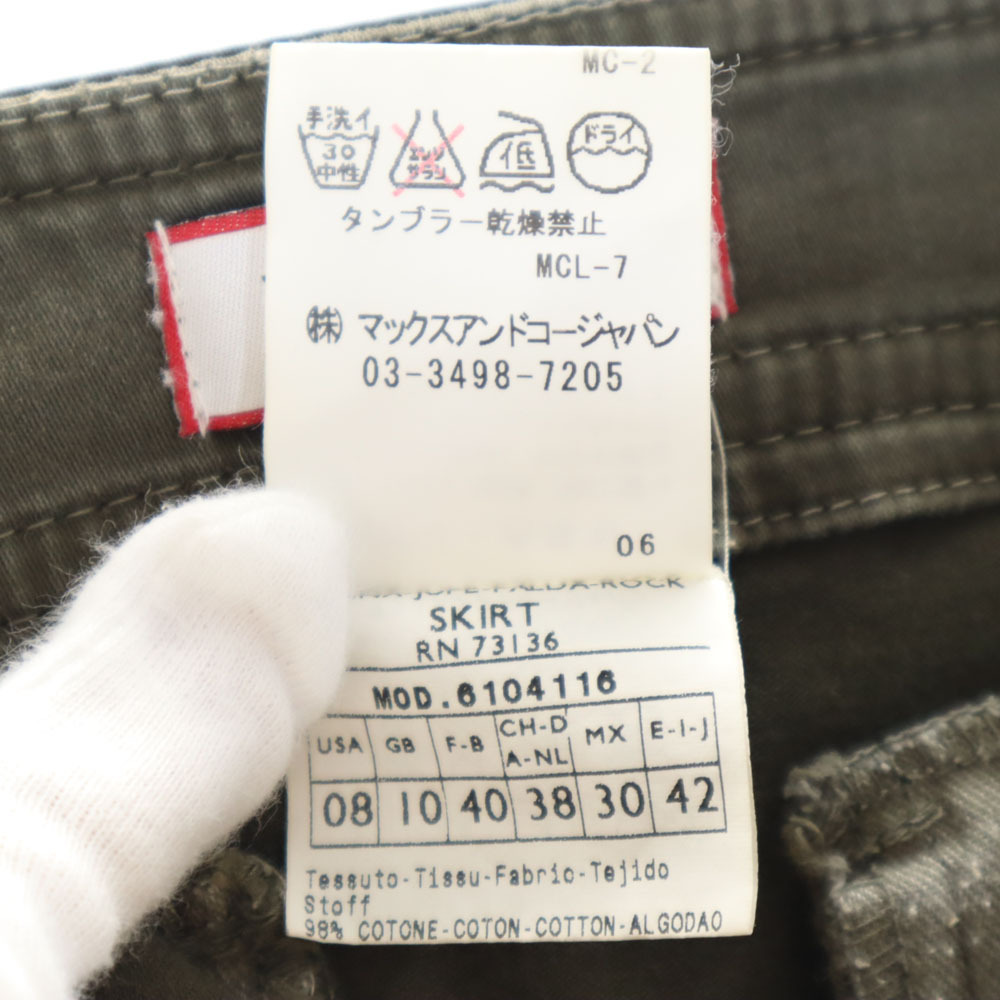 MC-2
手洗イ
30
中性
エンソ
サラシ
低
ドライ
タンブラー乾燥禁止
MCL-7
㈱ マックスアンドコージャパン
03-3498-7205
06
SKIRT
RN 73136
MOD.6104116
USA GB F-B CH-D A-NL MX E-I-J
08 10 40 38 30 42
Tessuto-Tissu-Fabric-Tejido
Stoff
98% COTONE-COTON-COTTON-ALGODAO